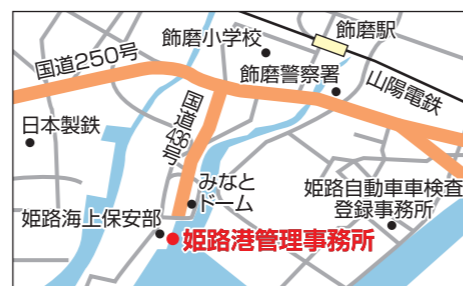 飾磨駅
飾磨小学校
国道250号
飾磨警察署
山陽電鉄
国道436号
日本製鉄
みなと
ドーム
姫路自動車車検査
登録事務所
姫路海上保安部
姫路港管理事務所